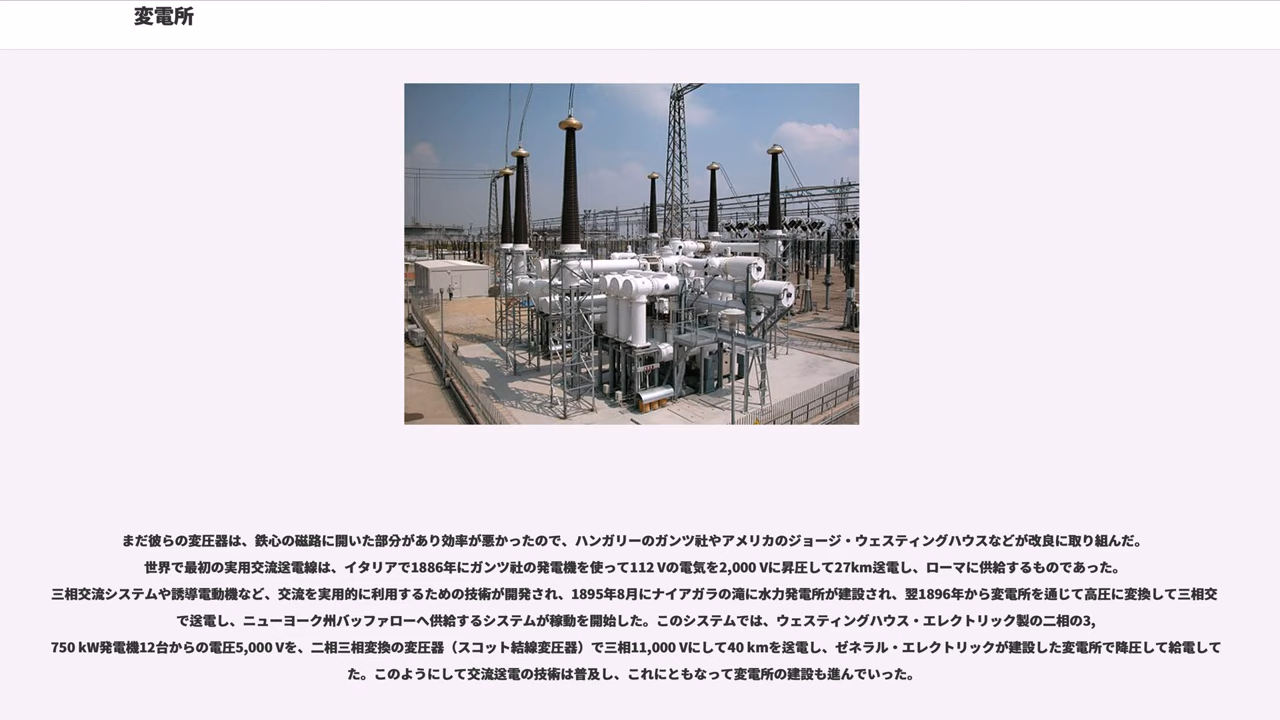 変電所
まだ彼らの変圧器は、鉄心の磁路に開いた部分があり効率が悪かったので、ハンガリーのガンツ社やアメリカのジョージ・ウェスティングハウスなどが改良に取り組んだ。
世界で最初の実用交流送電線は、イタリアで1886年にガンツ社の発電機を使って112 Vの電気を2,000 Vに昇圧して27km送電し、ローマに供給するものであった。
三相交流システムや誘導電動機など、交流を実用的に利用するための技術が開発され、1895年8月にナイアガラの滝に水力発電所が建設され、翌1896年から変電所を通じて高圧に変換して三相交
で送電し、ニューヨーク州バッファローへ供給するシステムが稼動を開始した。このシステムでは、ウェスティングハウス・エレクトリック製の二相の3,
750 kW発電機12台からの電圧5,000 Vを、二相三相変換の変圧器（スコット結線変圧器）で三相11,000 Vにして40 kmを送電し、ゼネラル・エレクトリックが建設した変電所で降圧して給電して
た。このようにして交流送電の技術は普及し、これにともなって変電所の建設も進んでいった。